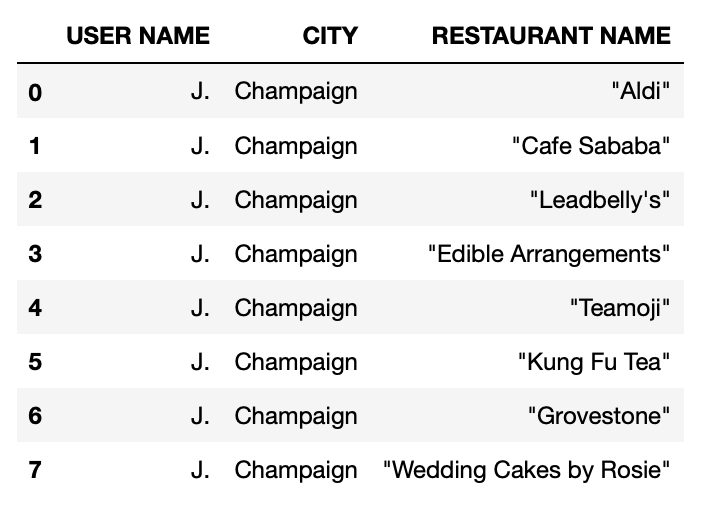 USER NAME CITY RESTAURANT NAME
0 J. Champaign "Aldi"
1 J. Champaign "Cafe Sababa"
2 J. Champaign "Leadbelly's"
3 J. Champaign "Edible Arrangements"
4 J. Champaign "Teamoji"
5 J. Champaign "Kung Fu Tea"
6 J. Champaign "Grovestone"
7 J. Champaign "Wedding Cakes by Rosie"